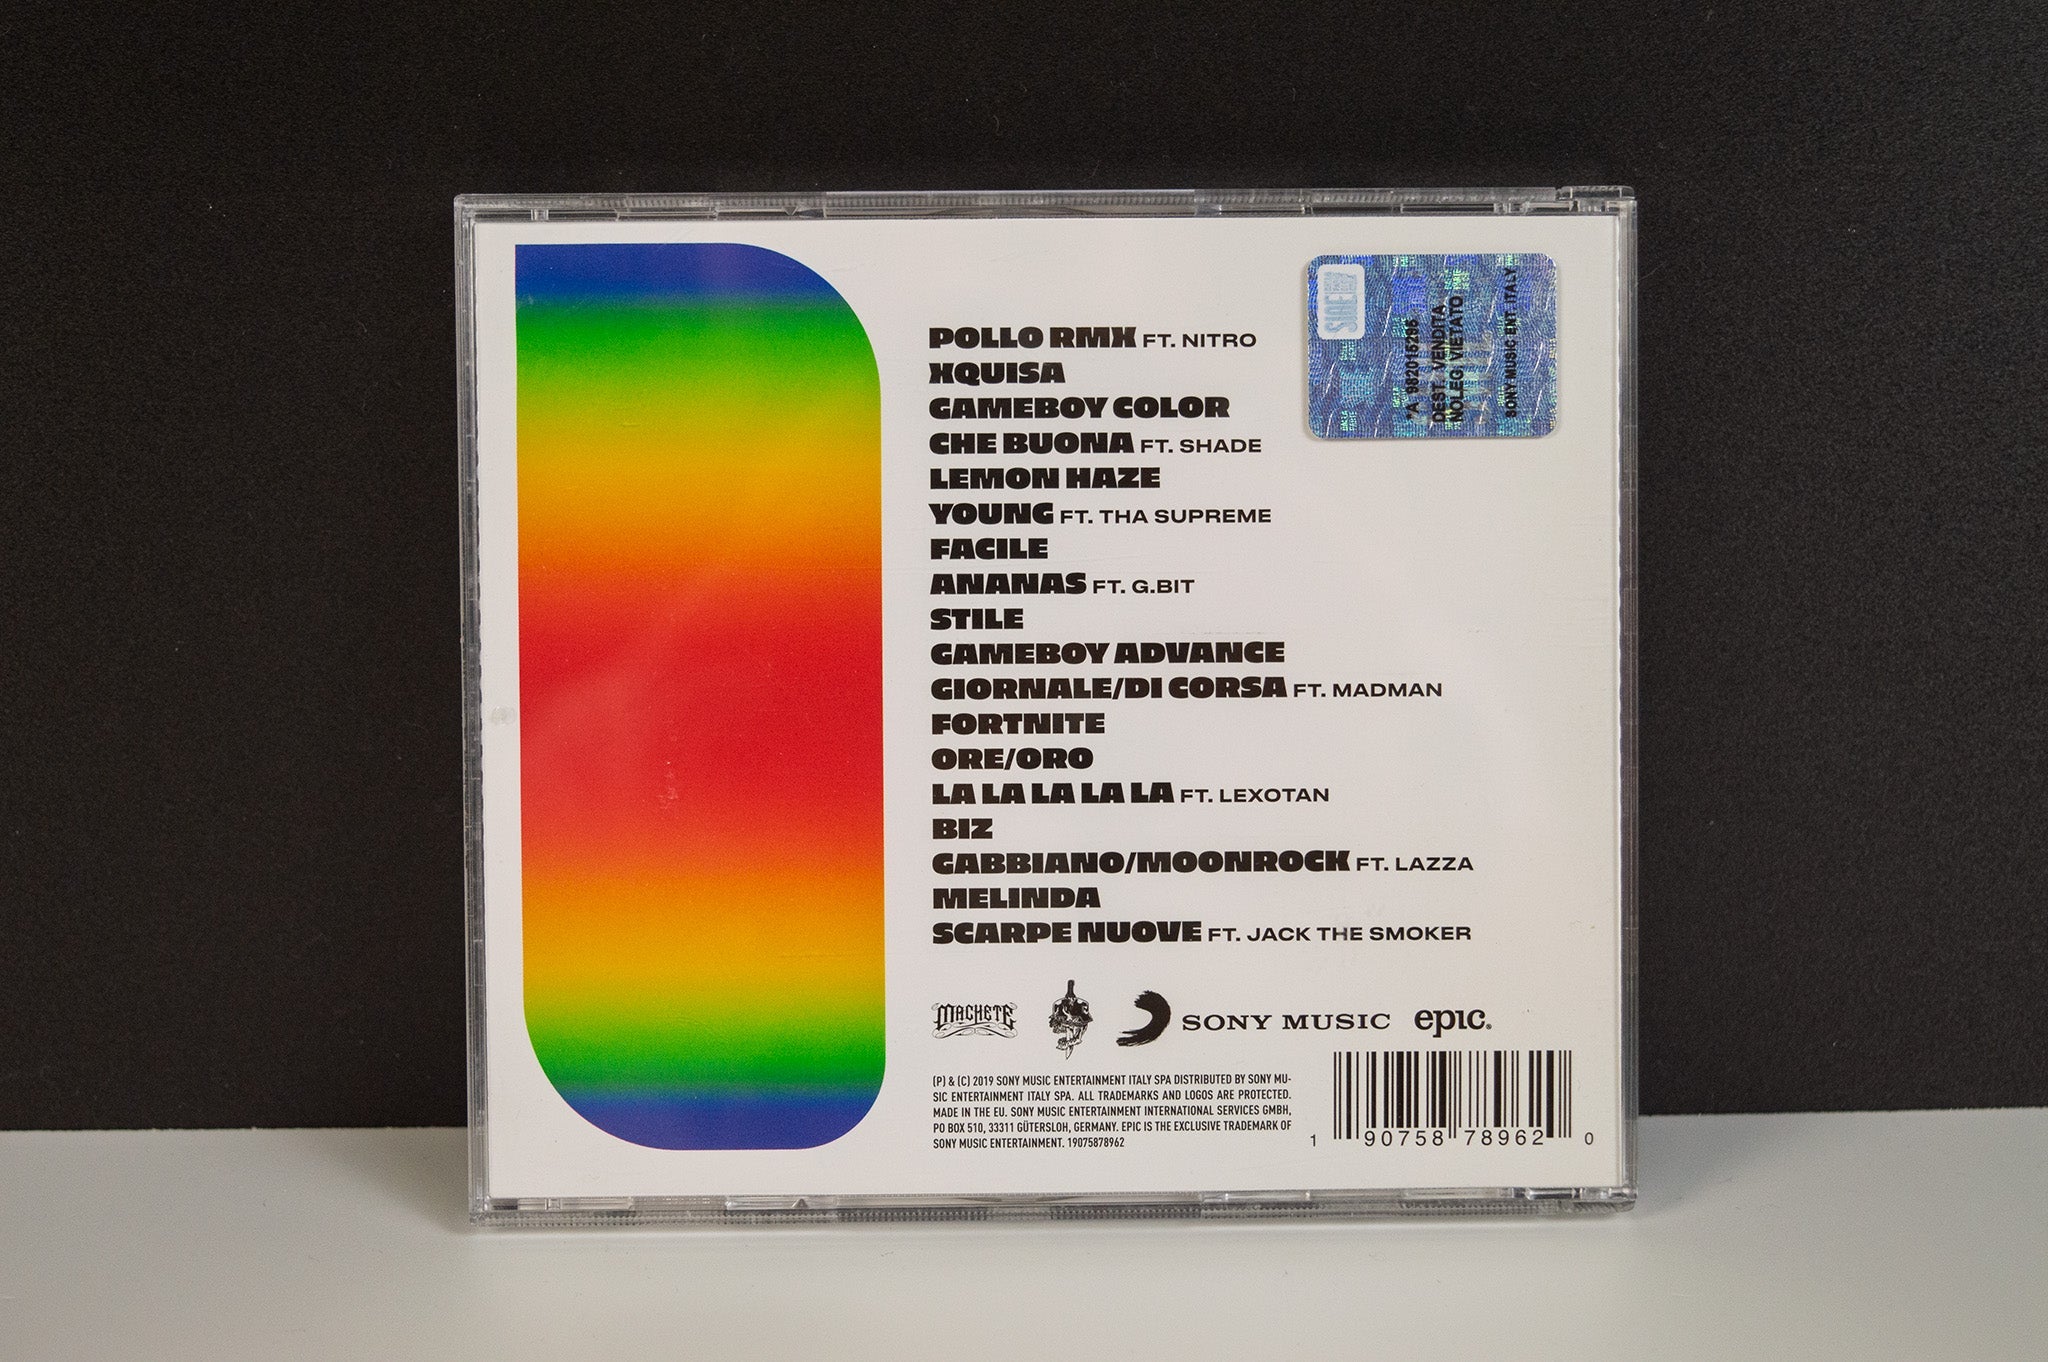 POLLO RMX FT. NITRO
XQUISA
GAMEBOY COLOR
CHE BUONA FT. SHADE
LEMON HAZE
YOUNG FT. THA SUPREME
FACILE
ANANAS FT. G.BIT
STILE
GAMEBOY ADVANCE
GIORNALE/DI CORSA FT. MADMAN
FORTNITE
ORE/ORO
LA LA LA LA LA FT. LEXOTAN
BIZ
GABBIANO/MOONROCK FT. LAZZA
MELINDA
SCARPE NUOVE FT. JACK THE SMOKER
SIAE
*A 982015295
DEST. VENDITA
NOLEG. VIETATO
SONY MUSIC ENT ITALY
MACHETE
SONY MUSIC
epic®
(P) & (C) 2019 SONY MUSIC ENTERTAINMENT ITALY SPA DISTRIBUTED BY SONY MU-
SIC ENTERTAINMENT ITALY SPA. ALL TRADEMARKS AND LOGOS ARE PROTECTED.
MADE IN THE EU. SONY MUSIC ENTERTAINMENT INTERNATIONAL SERVICES GMBH,
PO BOX 510, 33311 GÜTERSLOH, GERMANY. EPIC IS THE EXCLUSIVE TRADEMARK OF
SONY MUSIC ENTERTAINMENT. 19075878962
1 90758 78962 0